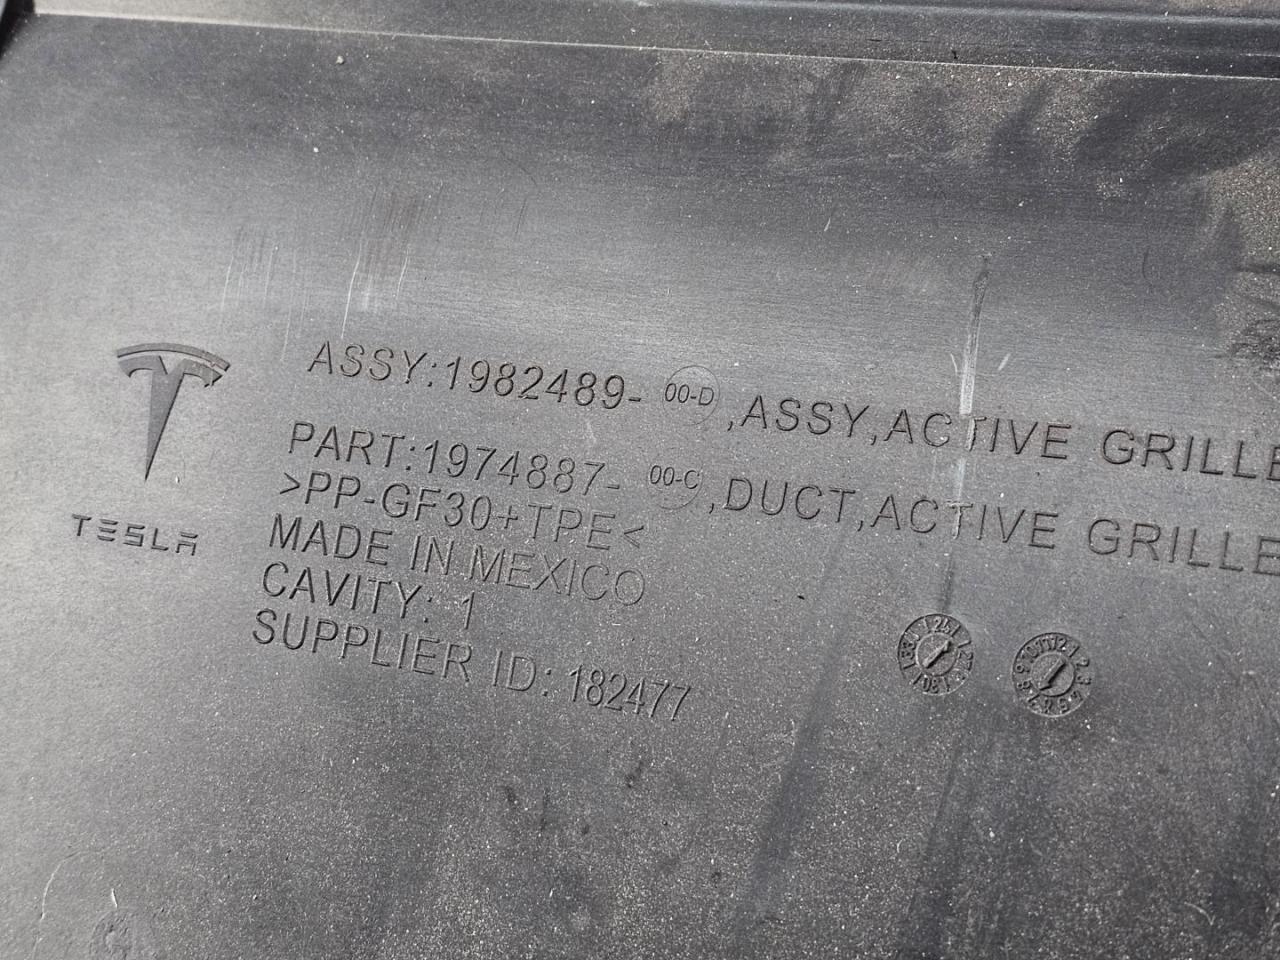 ASSY:1982489- 00-D ,ASSY,ACTIVE GRILLE
PART:1974887- 00-C ,DUCT,ACTIVE GRILLE
>PP-GF30+TPE<
MADE IN MEXICO
CAVITY: 1
SUPPLIER ID: 182477
TESLA